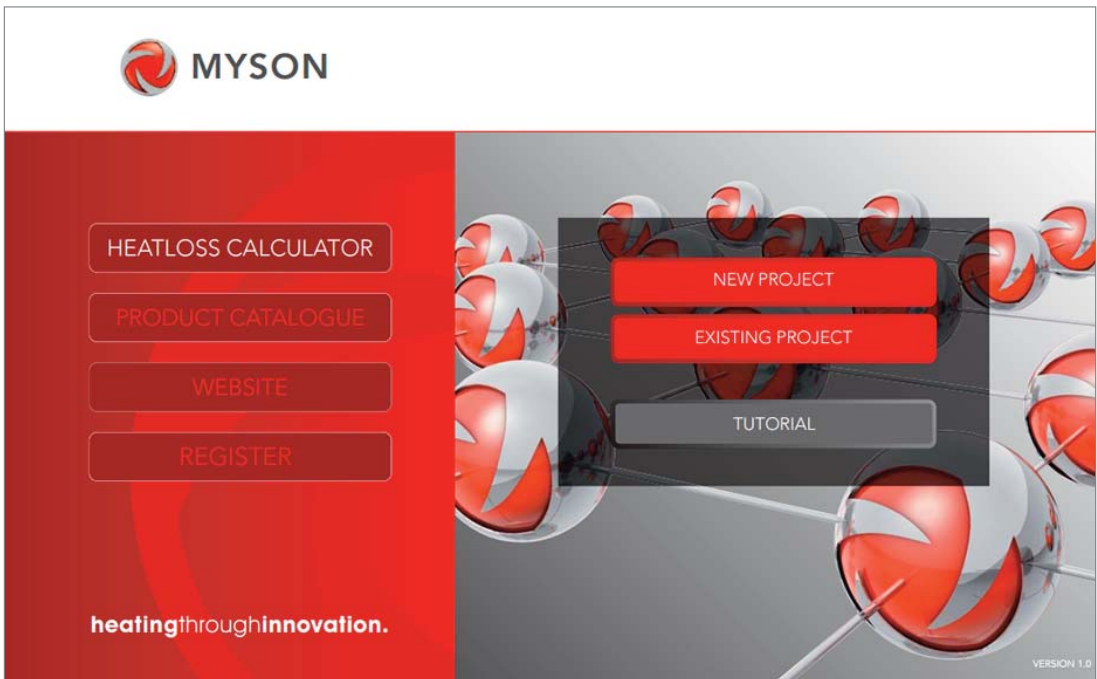 MYSON
HEATLOSS CALCULATOR
PRODUCT CATALOGUE
WEBSITE
REGISTER
NEW PROJECT
EXISTING PROJECT
TUTORIAL
heatingthroughinnovation.
VERSION 1.0